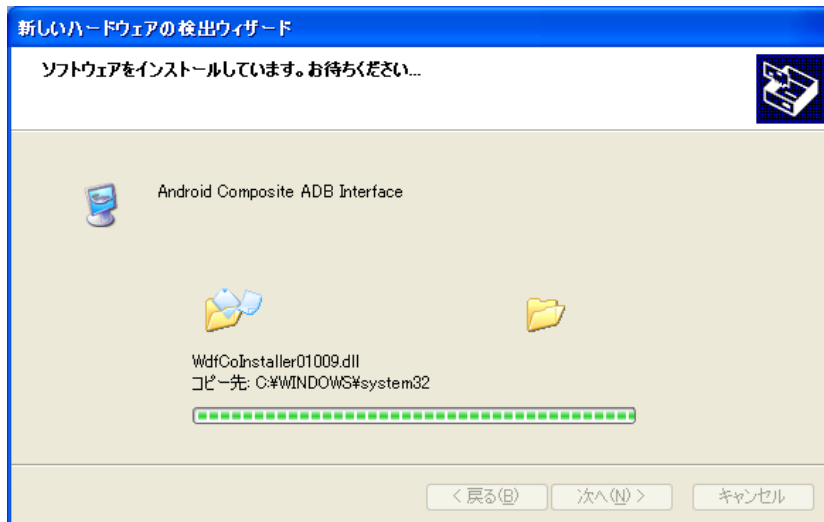 新しいハードウェアの検出ウィザード
ソフトウェアをインストールしています。お待ちください...
Android Composite ADB Interface
WdfCoInstaller01009.dll
コピー先: C:¥WINDOWS¥system32
< 戻る(B) 次へ(N) > キャンセル